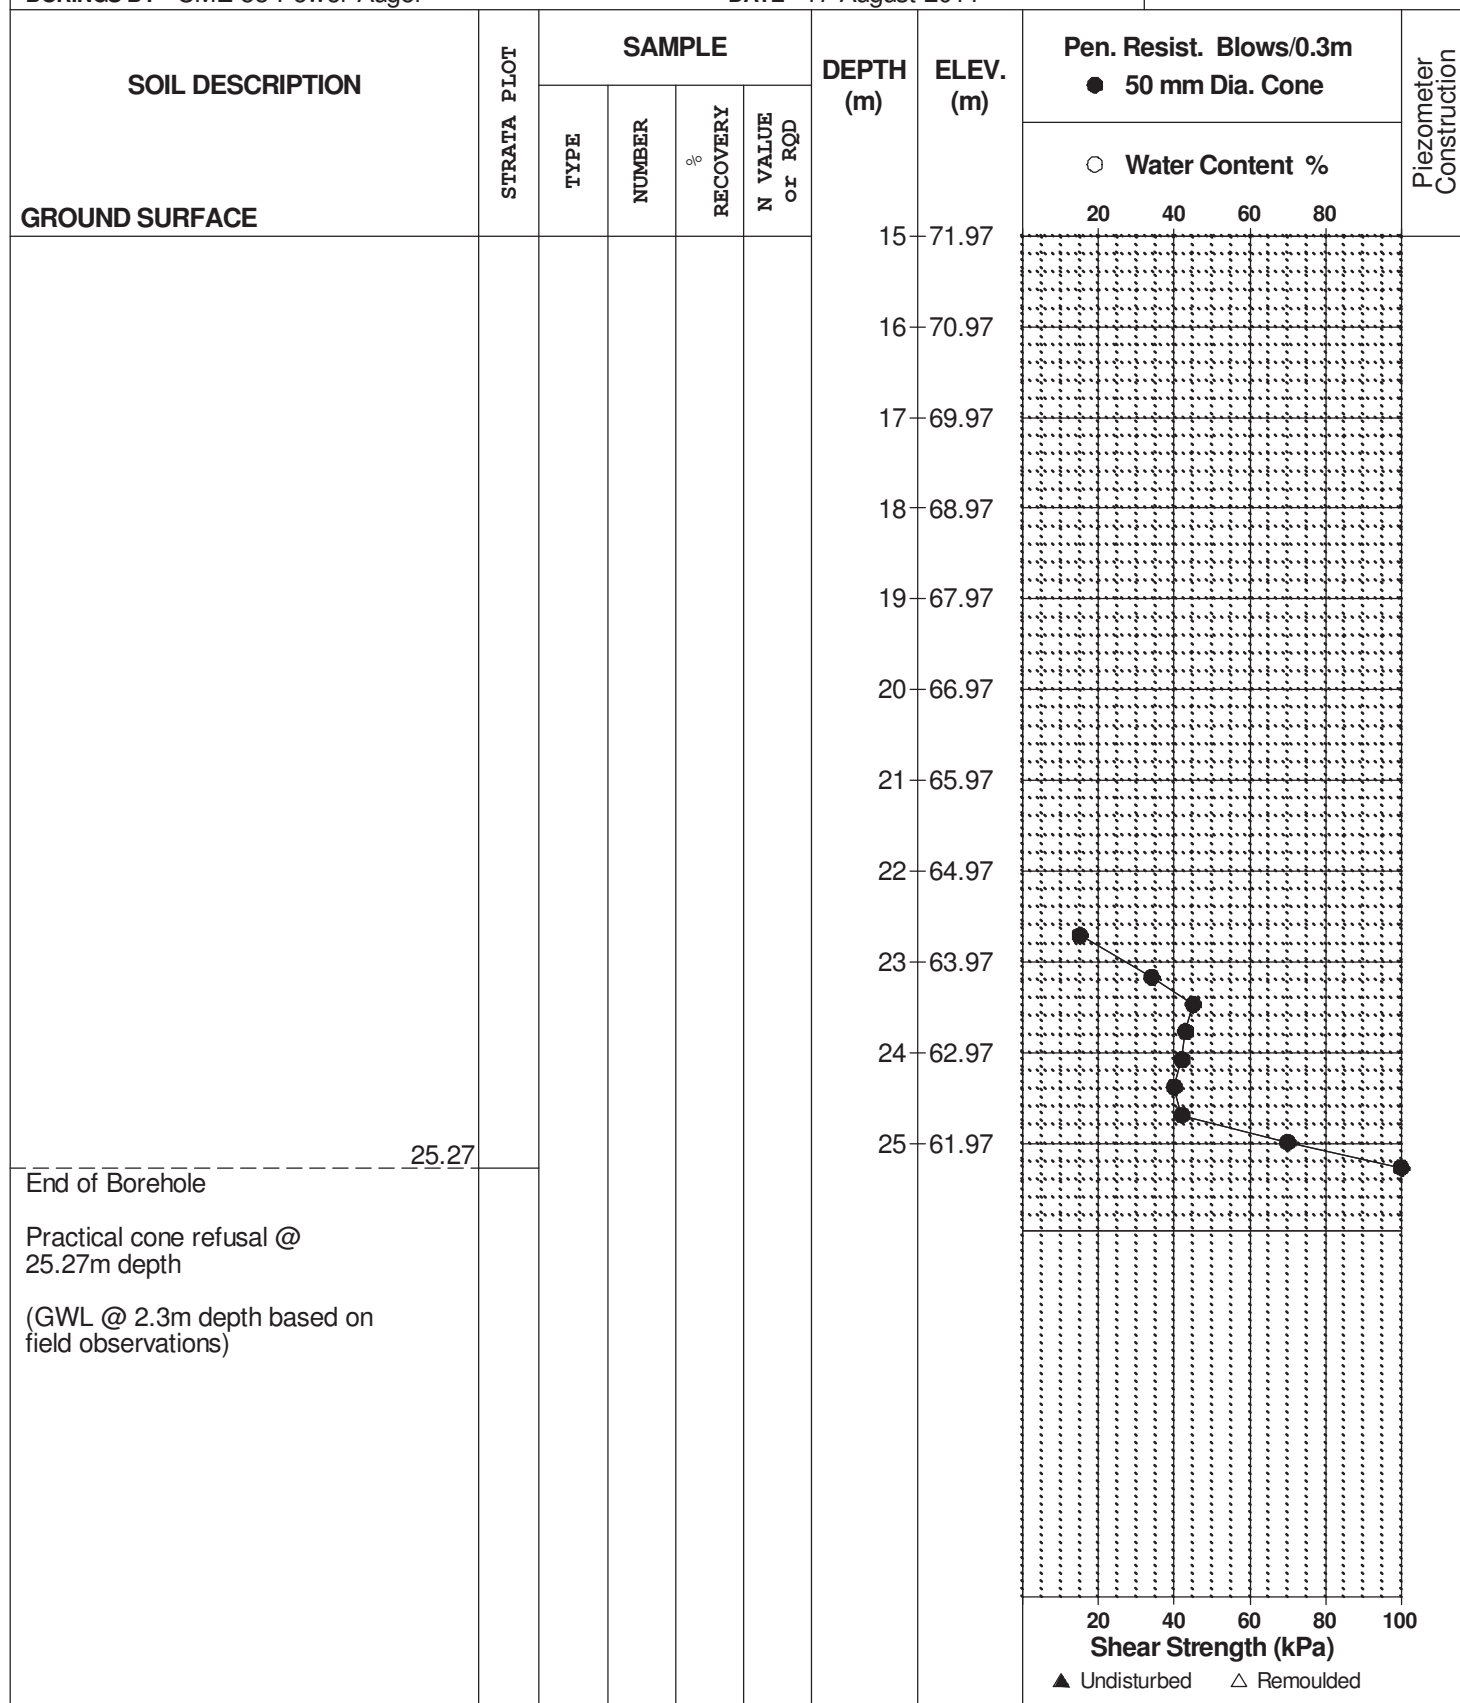 SOIL DESCRIPTION
GROUND SURFACE
STRATA PLOT
SAMPLE
TYPE
NUMBER
%
RECOVERY
N VALUE
or RQD
DEPTH
(m)
ELEV.
(m)
Pen. Resist. Blows/0.3m
● 50 mm Dia. Cone
○ Water Content %
20 40 60 80
Piezometer
Construction
15 71.97
16 70.97
17 69.97
18 68.97
19 67.97
20 66.97
21 65.97
22 64.97
23 63.97
24 62.97
25 61.97
25.27
End of Borehole
Practical cone refusal @
25.27m depth
(GWL @ 2.3m depth based on
field observations)
20 40 60 80 100
Shear Strength (kPa)
▲ Undisturbed △ Remoulded